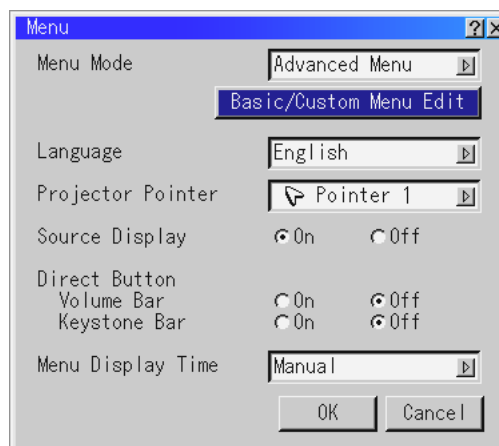 Menu
Menu Mode Advanced Menu
Basic/Custom Menu Edit
Language English
Projector Pointer Pointer 1
Source Display On Off
Direct Button
Volume Bar On Off
Keystone Bar On Off
Menu Display Time Manual
OK Cancel